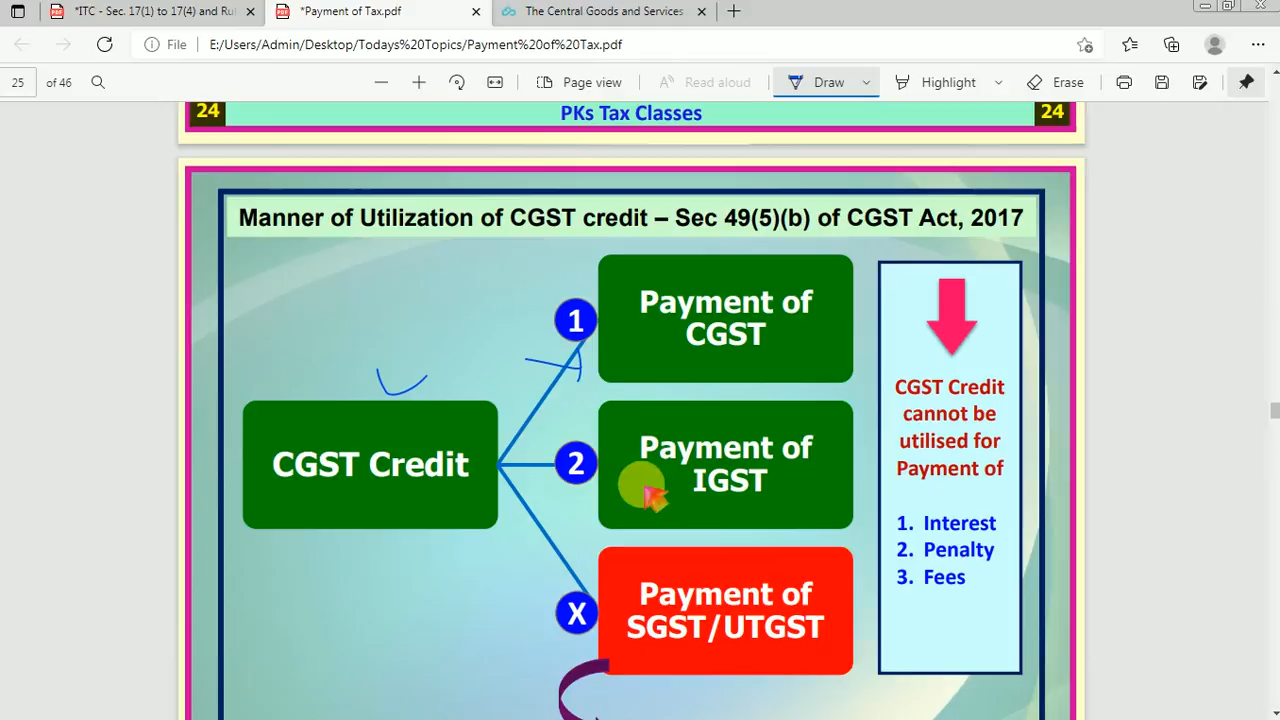 *ITC - Sec. 17(1) to 17(4) and Ru
*Payment of Tax.pdf
The Central Goods and Services
File
E:/Users/Admin/Desktop/Todays%20Topics/Payment%20of%20Tax.pdf
25 of 46
Page view
Read aloud
Draw
Highlight
Erase
24
PKs Tax Classes
24
Manner of Utilization of CGST credit – Sec 49(5)(b) of CGST Act, 2017
CGST Credit
1
Payment of
CGST
2
Payment of
IGST
X
Payment of
SGST/UTGST
CGST Credit
cannot be
utilised for
Payment of
1. Interest
2. Penalty
3. Fees